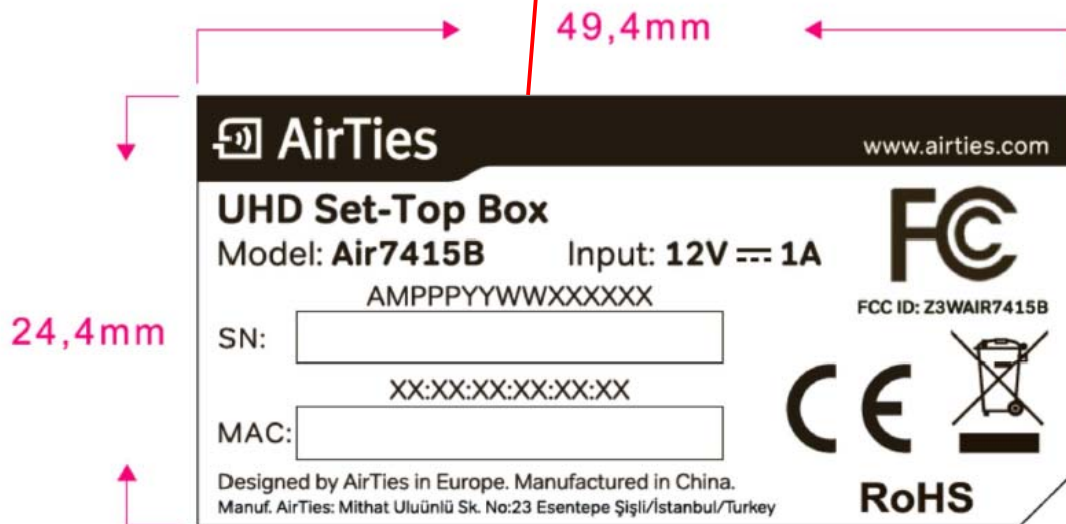 49,4mm
AirTies
www.airties.com
UHD Set-Top Box
Model: Air7415B Input: 12V ⎓ 1A
FC
AMPPPYYWWXXXXXX
FCC ID: Z3WAIR7415B
24,4mm
SN:
XX:XX:XX:XX:XX:XX
CE
MAC:
Designed by AirTies in Europe. Manufactured in China.
Manuf. AirTies: Mithat Uluünlü Sk. No:23 Esentepe Şişli/İstanbul/Turkey
RoHS